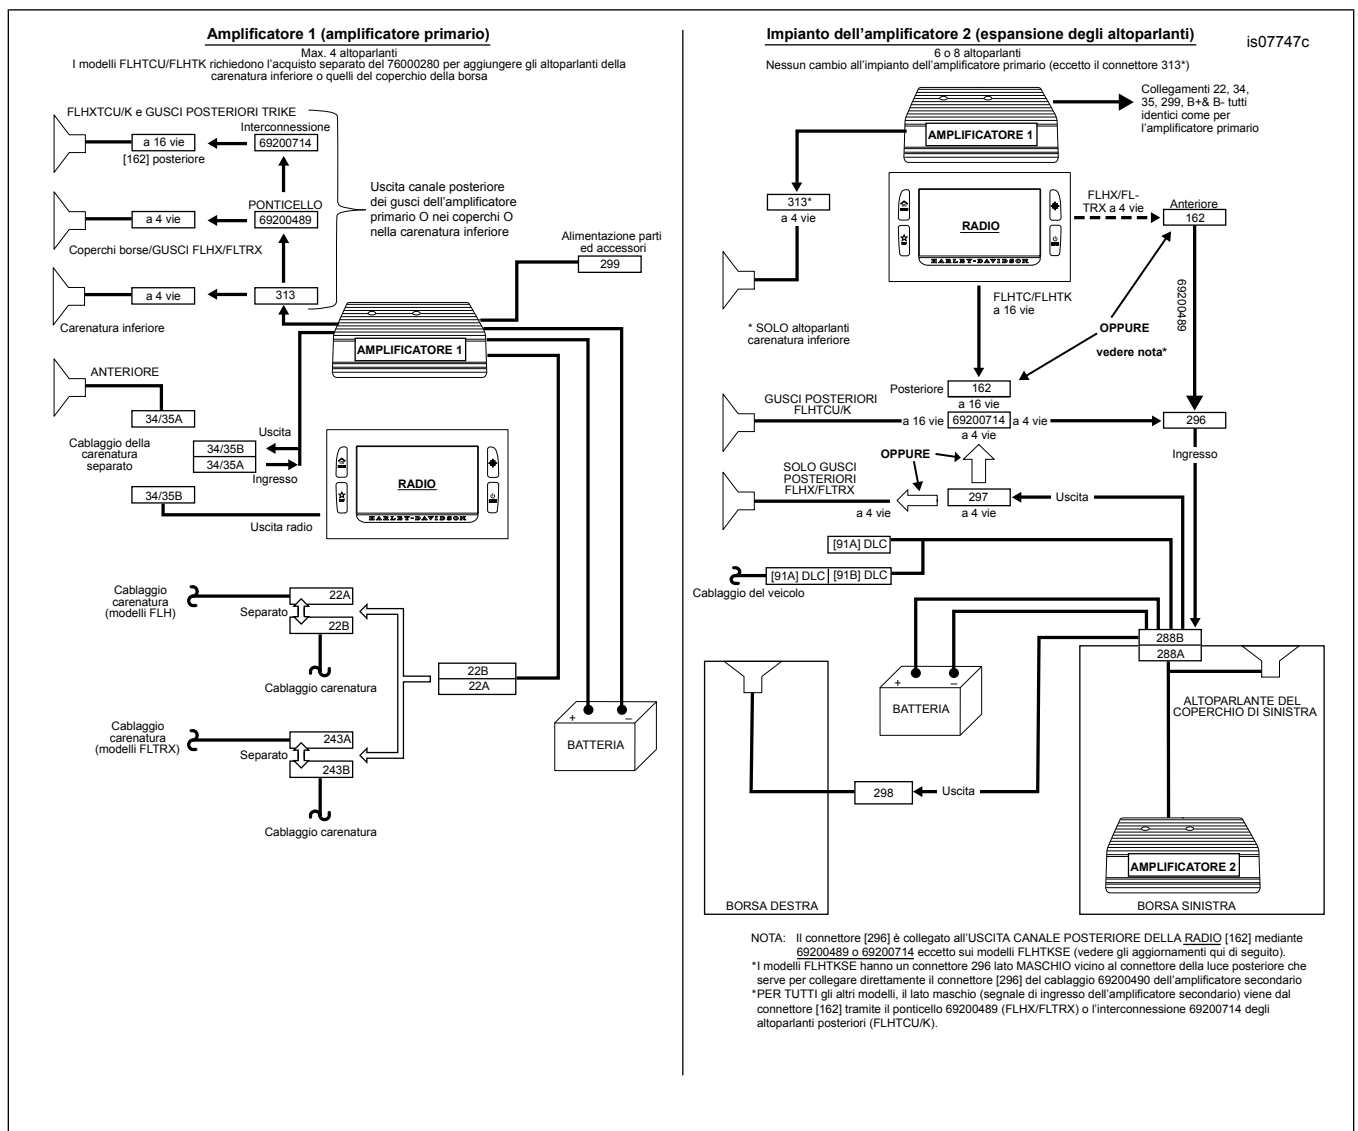 Amplificatore 1 (amplificatore primario)
Max. 4 altoparlanti
I modelli FLHTCU/FLHTK richiedono l'acquisto separato del 76000280 per aggiungere gli altoparlanti della
carenatura inferiore o quelli del coperchio della borsa
FLHXTCU/K e GUSCI POSTERIORI TRIKE
Interconnessione
a 16 vie
69200714
[162] posteriore
PONTICELLO
a 4 vie
69200489
Coperchi borse/GUSCI FLHX/FLTRX
a 4 vie
313
Carenatura inferiore
Uscita canale posteriore
dei gusci dell'amplificatore
primario O nei coperchi O
nella carenatura inferiore
Alimentazione parti
ed accessori
299
AMPLIFICATORE 1
ANTERIORE
34/35A
Cablaggio della
carenatura
separato
Uscita
34/35B
34/35A
Ingresso
34/35B
Uscita radio
RADIO
HARLEY-DAVIDSON
Cablaggio
carenatura
(modelli FLH)
22A
Separato
22B
Cablaggio carenatura
22B
22A
Cablaggio
carenatura
(modelli FLTRX)
243A
Separato
243B
Cablaggio carenatura
+
–
BATTERIA
Impianto dell'amplificatore 2 (espansione degli altoparlanti)
6 o 8 altoparlanti
Nessun cambio all'impianto dell'amplificatore primario (eccetto il connettore 313*)
is07747c
AMPLIFICATORE 1
Collegamenti 22, 34,
35, 299, B+& B- tutti
identici come per
l'amplificatore primario
313*
a 4 vie
RADIO
HARLEY-DAVIDSON
FLHX/FL-
TRX a 4 vie
Anteriore
162
69200489
FLHTC/FLHTK
a 16 vie
* SOLO altoparlanti
carenatura inferiore
OPPURE
vedere nota*
Posteriore
162
a 16 vie
GUSCI POSTERIORI
FLHTCU/K
a 16 vie
69200714
a 4 vie
296
a 4 vie
Ingresso
OPPURE
SOLO GUSCI
POSTERIORI
FLHX/FLTRX
a 4 vie
297
a 4 vie
Uscita
[91A] DLC
[91A] DLC
[91B] DLC
Cablaggio del veicolo
288B
288A
+
–
BATTERIA
ALTOPARLANTE DEL
COPERCHIO DI SINISTRA
298
Uscita
AMPLIFICATORE 2
BORSA DESTRA
BORSA SINISTRA
NOTA: Il connettore [296] è collegato all'USCITA CANALE POSTERIORE DELLA RADIO [162] mediante
69200489 o 69200714 eccetto sui modelli FLHTKSE (vedere gli aggiornamenti qui di seguito).
*I modelli FLHTKSE hanno un connettore 296 lato MASCHIO vicino al connettore della luce posteriore che
serve per collegare direttamente il connettore [296] del cablaggio 69200490 dell'amplificatore secondario
*PER TUTTI gli altri modelli, il lato maschio (segnale di ingresso dell'amplificatore secondario) viene dal
connettore [162] tramite il ponticello 69200489 (FLHX/FLTRX) o l'interconnessione 69200714 degli
altoparlanti posteriori (FLHTCU/K).